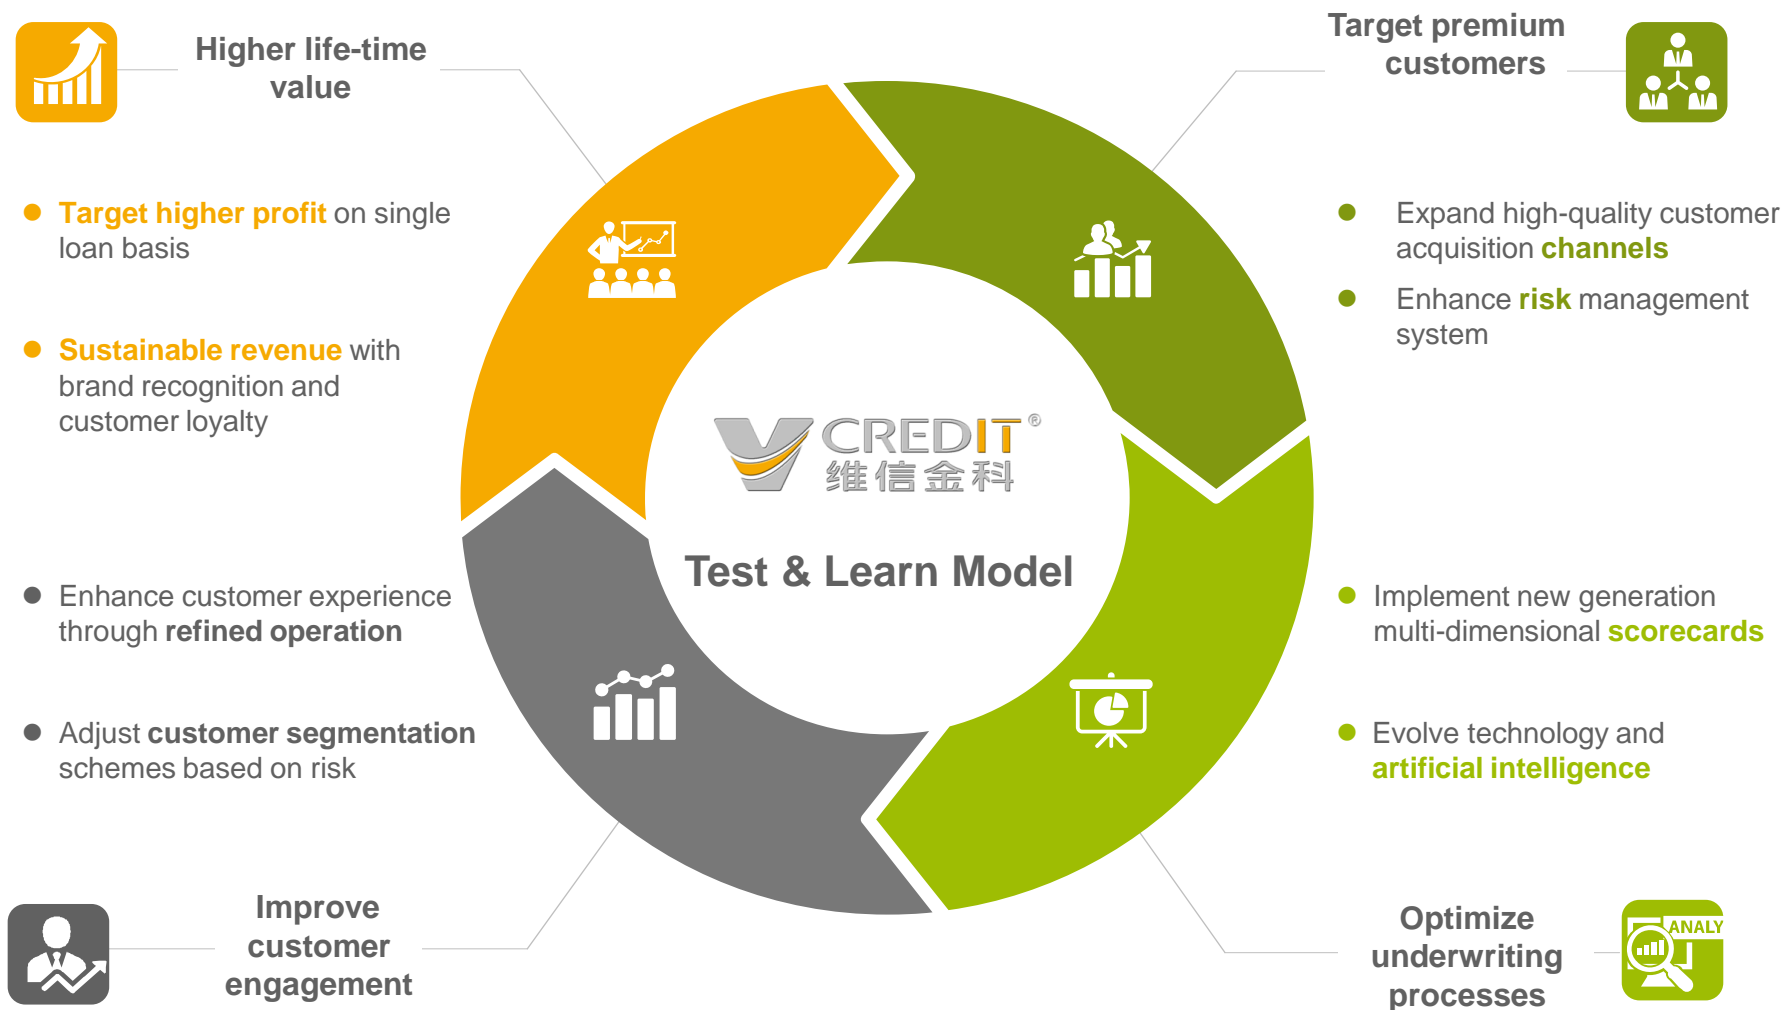 Higher life-time
value
Target higher profit on single
loan basis
Sustainable revenue with
brand recognition and
customer loyalty
Target premium
customers
Expand high-quality customer
acquisition channels
Enhance risk management
system
VCREDIT®
维信金科
Test & Learn Model
Enhance customer experience
through refined operation
Adjust customer segmentation
schemes based on risk
Improve
customer
engagement
Implement new generation
multi-dimensional scorecards
Evolve technology and
artificial intelligence
Optimize
underwriting
processes
ANALY